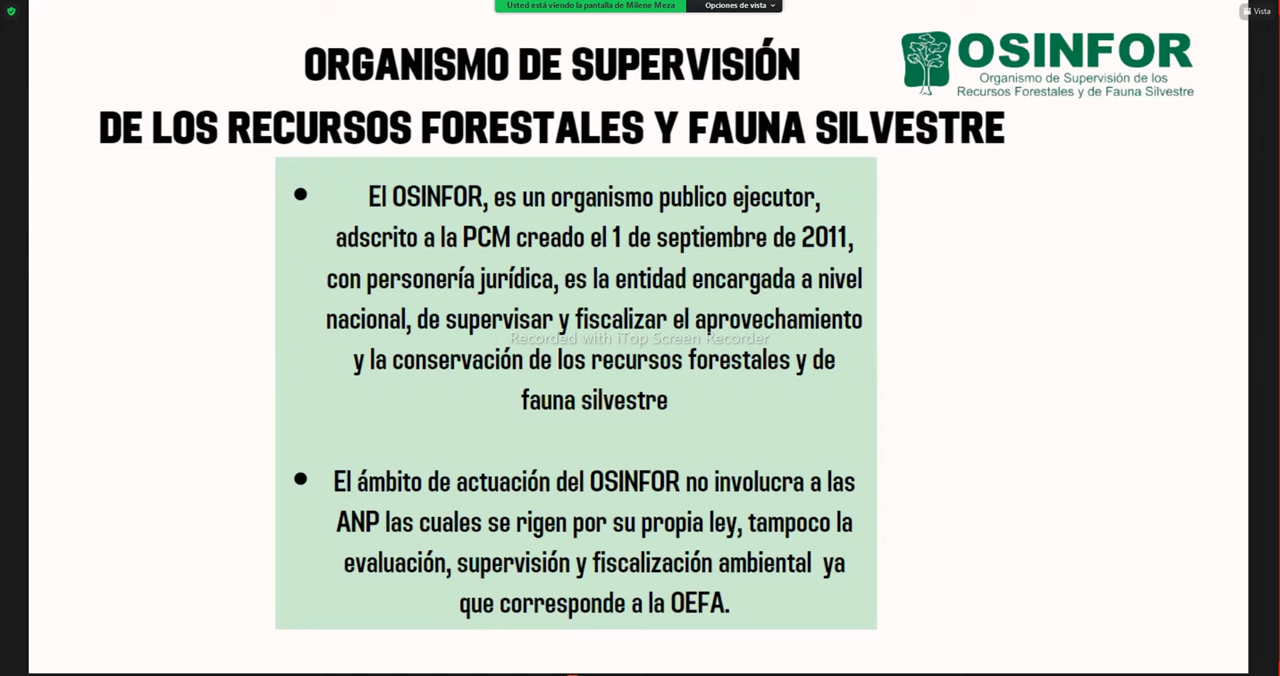 Usted está viendo la pantalla de Milene Meza
Opciones de vista
Vista
ORGANISMO DE SUPERVISIÓN
DE LOS RECURSOS FORESTALES Y FAUNA SILVESTRE
OSINFOR
Organismo de Supervisión de los
Recursos Forestales y de Fauna Silvestre
• El OSINFOR, es un organismo publico ejecutor,
adscrito a la PCM creado el 1 de septiembre de 2011,
con personería jurídica, es la entidad encargada a nivel
nacional, de supervisar y fiscalizar el aprovechamiento
Recorded with iTop Screen Recorder
y la conservación de los recursos forestales y de
fauna silvestre
• El ámbito de actuación del OSINFOR no involucra a las
ANP las cuales se rigen por su propia ley, tampoco la
evaluación, supervisión y fiscalización ambiental ya
que corresponde a la OEFA.